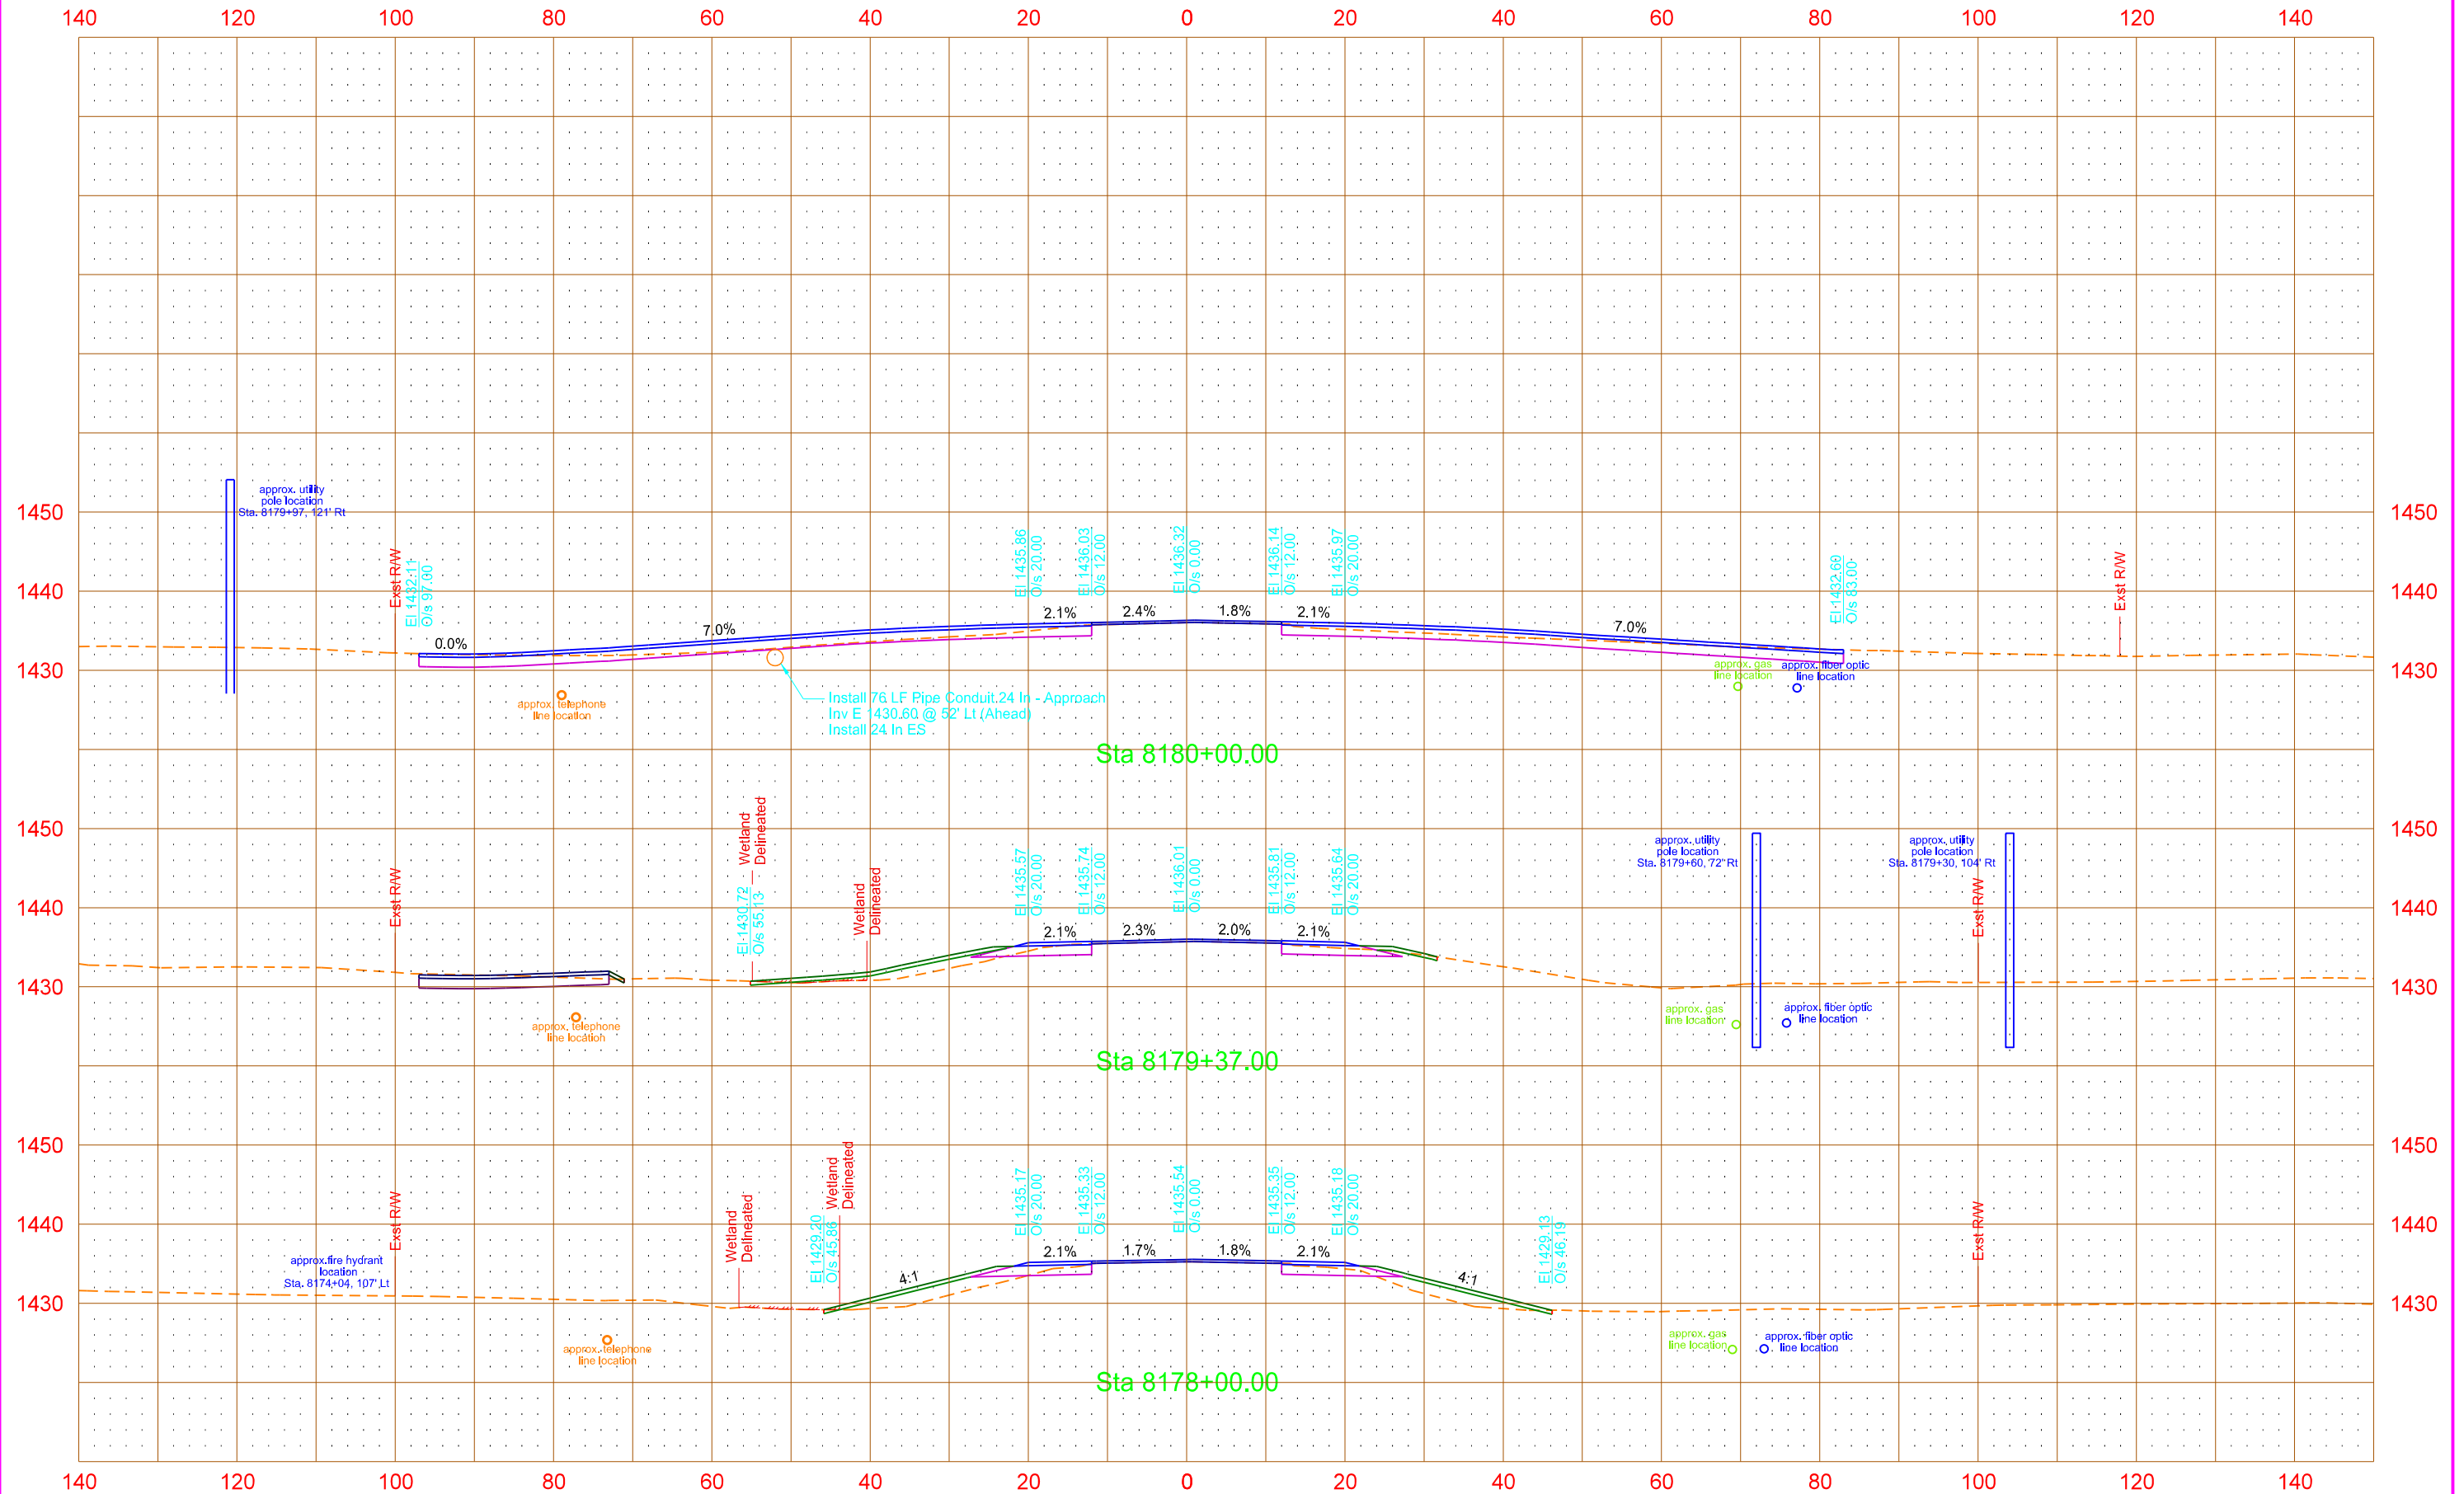 140 120 100 80 60 40 20 0 20 40 60 80 100 120 140
approx. utility
pole location
Sta. 8179+97, 121' Rt
1450
1450
Exst R/W
El 1432.11
O/s 97.00
El 1435.86
O/s 20.00
El 1436.03
O/s 12.00
El 1436.32
O/s 0.00
El 1436.14
O/s 12.00
El 1435.97
O/s 20.00
El 1432.60
O/s 83.00
Exst R/W
1440
1440
0.0%
7.0%
2.1%
2.4%
1.8%
2.1%
7.0%
1430
1430
approx. telephone
line location
Install 76 LF Pipe Conduit 24 In - Approach
Inv E 1430.60 @ 52' Lt (Ahead)
Install 24 In ES
approx. gas
line location
approx. fiber optic
line location
Sta 8180+00.00
1450
1450
Exst R/W
Wetland
Delineated
El 1430.72
O/s 55.13
Wetland
Delineated
El 1435.57
O/s 20.00
El 1435.74
O/s 12.00
El 1436.01
O/s 0.00
El 1435.81
O/s 12.00
El 1435.64
O/s 20.00
approx. utility
pole location
Sta. 8179+60, 72' Rt
approx. utility
pole location
Sta. 8179+30, 104' Rt
Exst R/W
1440
1440
2.1%
2.3%
2.0%
2.1%
1430
1430
approx. telephone
line location
approx. gas
line location
approx. fiber optic
line location
Sta 8179+37.00
1450
1450
Exst R/W
Wetland
Delineated
El 1429.20
O/s 45.86
Wetland
Delineated
El 1435.17
O/s 20.00
El 1435.33
O/s 12.00
El 1435.54
O/s 0.00
El 1435.35
O/s 12.00
El 1435.18
O/s 20.00
El 1429.13
O/s 46.19
Exst R/W
1440
1440
approx.fire hydrant
location
Sta. 8174+04, 107' Lt
4:1
2.1%
1.7%
1.8%
2.1%
4:1
1430
1430
approx. telephone
line location
approx. gas
line location
approx. fiber optic
line location
Sta 8178+00.00
140 120 100 80 60 40 20 0 20 40 60 80 100 120 140